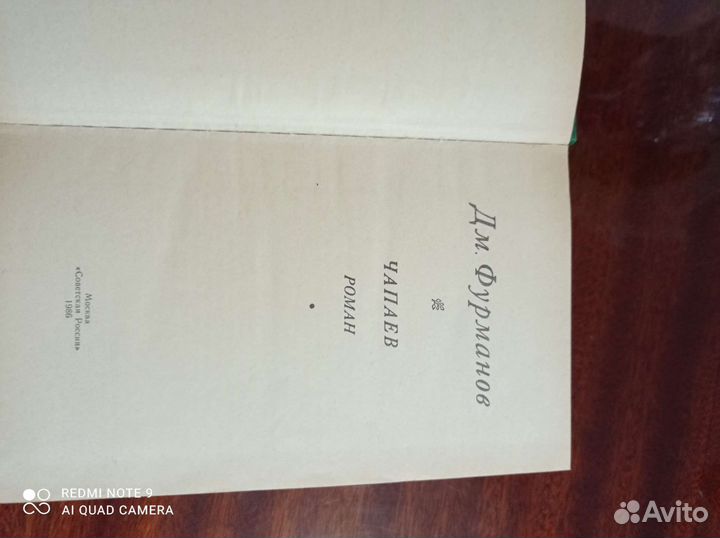 Дм. Фурманов
ЧАПАЕВ
РОМАН
Москва
«Советская Россия»
1986
REDMI NOTE 9
AI QUAD CAMERA
Avito